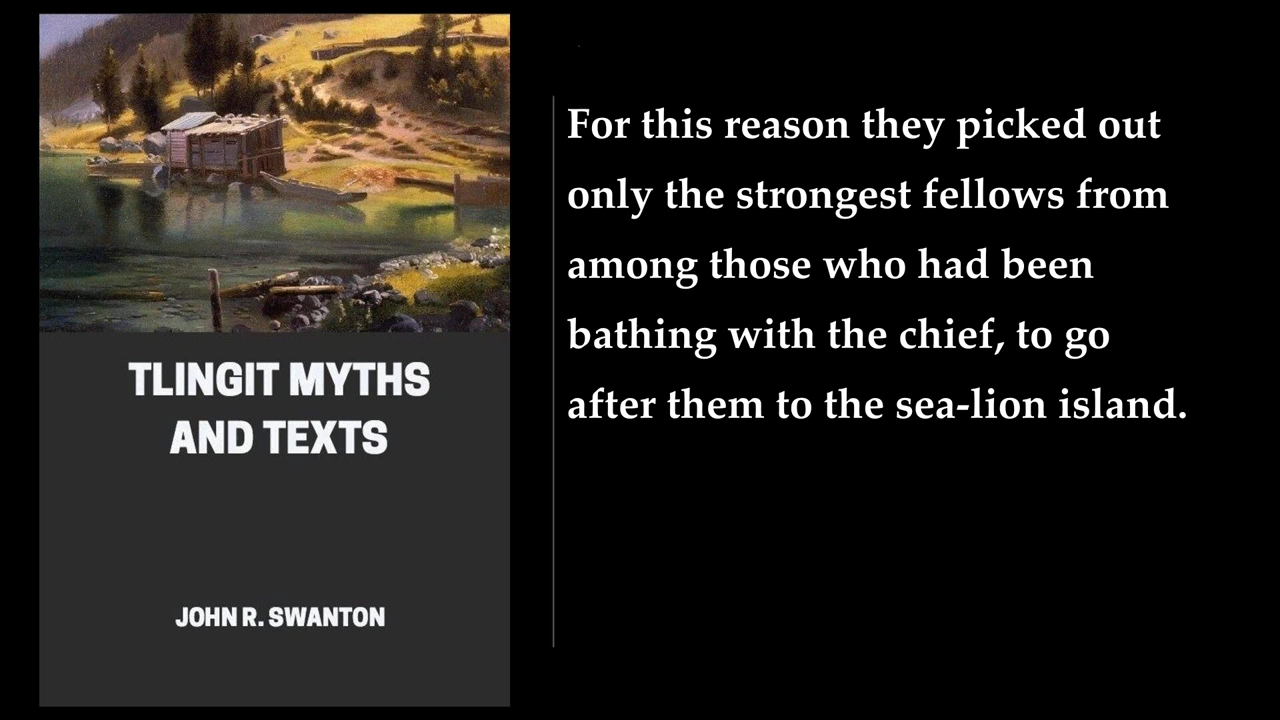 TLINGIT MYTHS
AND TEXTS
JOHN R. SWANTON
For this reason they picked out
only the strongest fellows from
among those who had been
bathing with the chief, to go
after them to the sea-lion island.